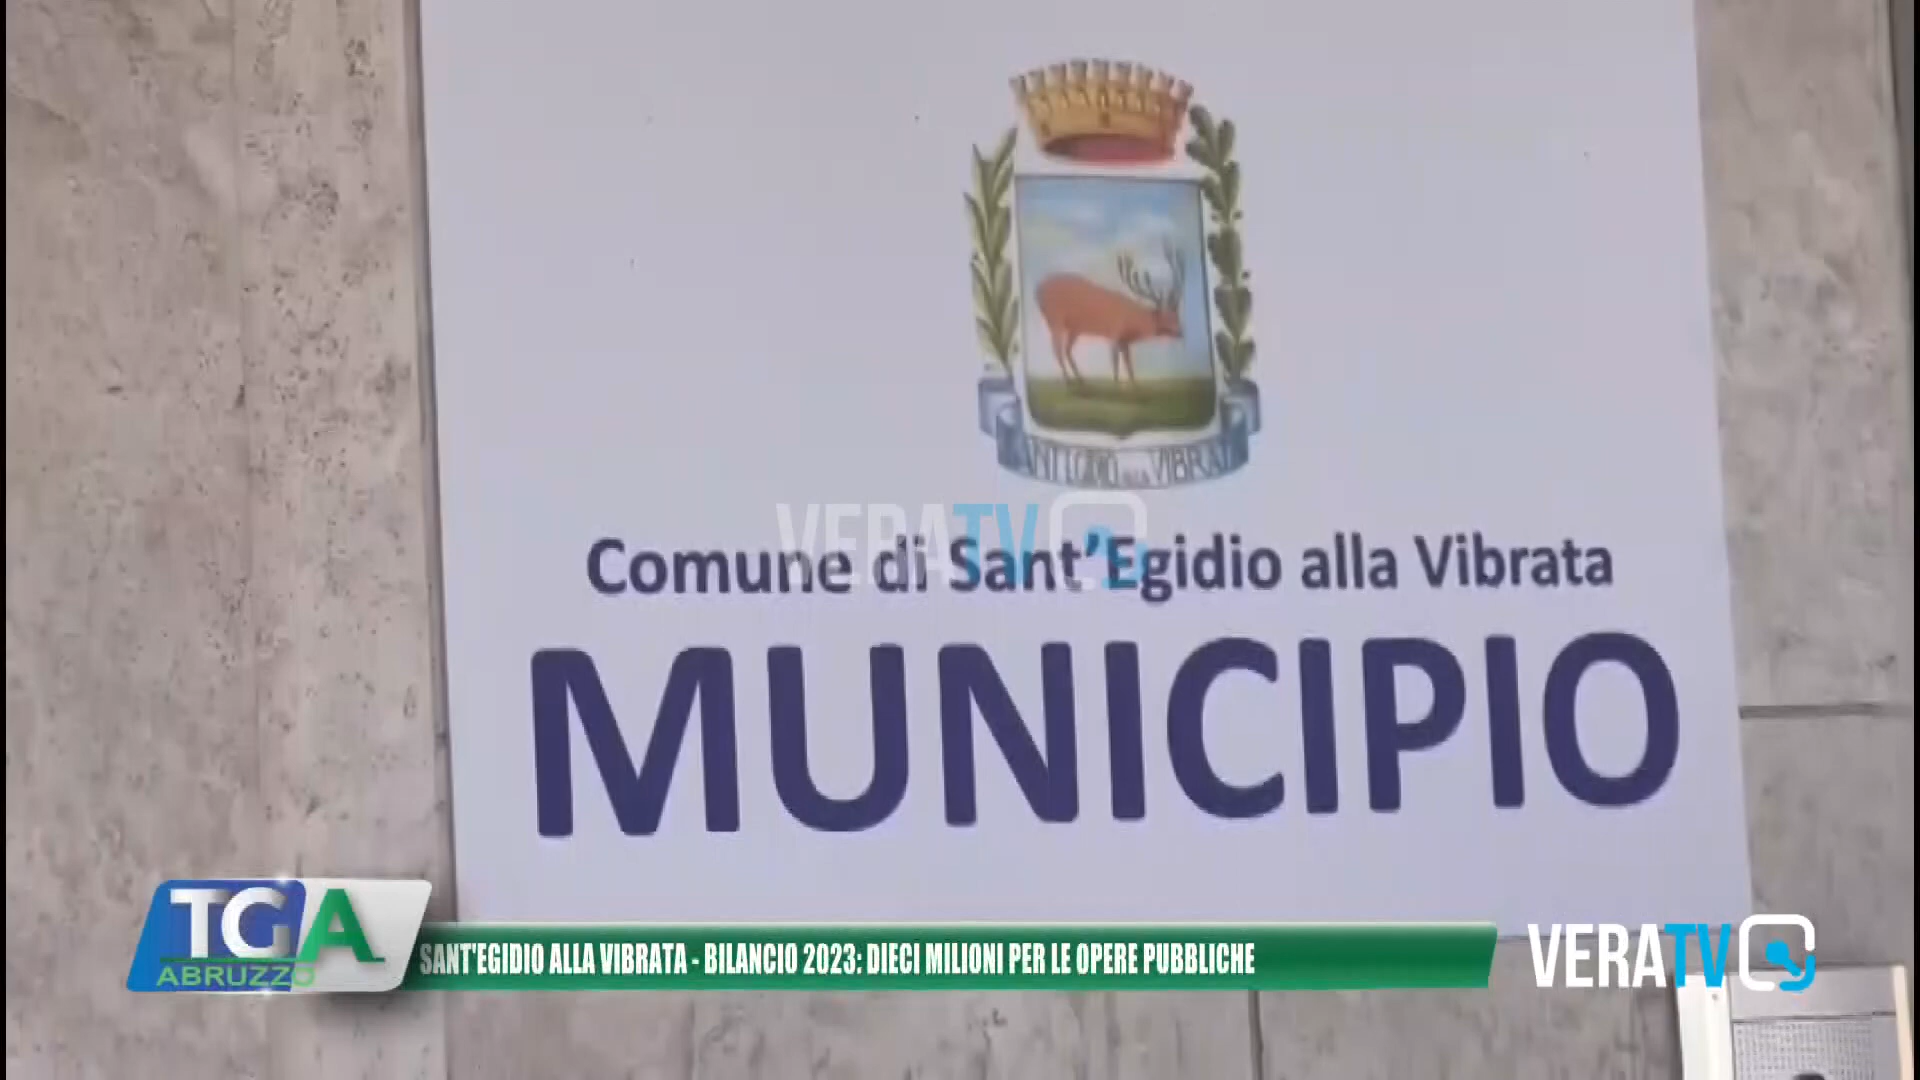 SANT'EGIDIO ALLA VIBRATA
VERATV
Comune di Sant'Egidio alla Vibrata
MUNICIPIO
TGA
ABRUZZO
SANT'EGIDIO ALLA VIBRATA - BILANCIO 2023: DIECI MILIONI PER LE OPERE PUBBLICHE
VERATV